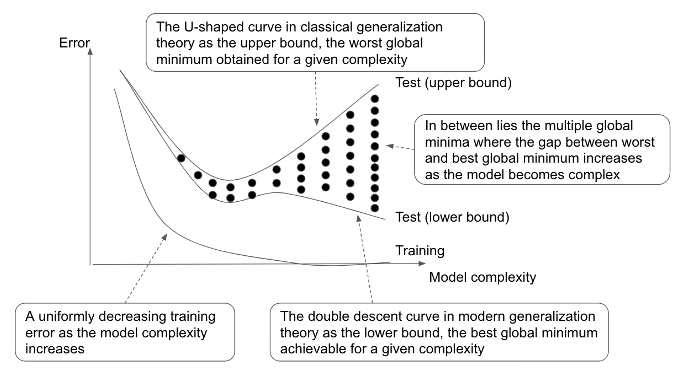 The U-shaped curve in classical generalization
theory as the upper bound, the worst global
minimum obtained for a given complexity
Error
Test (upper bound)
In between lies the multiple global
minima where the gap between worst
and best global minimum increases
as the model becomes complex
Test (lower bound)
Training
Model complexity
A uniformly decreasing training
error as the model complexity
increases
The double descent curve in modern generalization
theory as the lower bound, the best global minimum
achievable for a given complexity